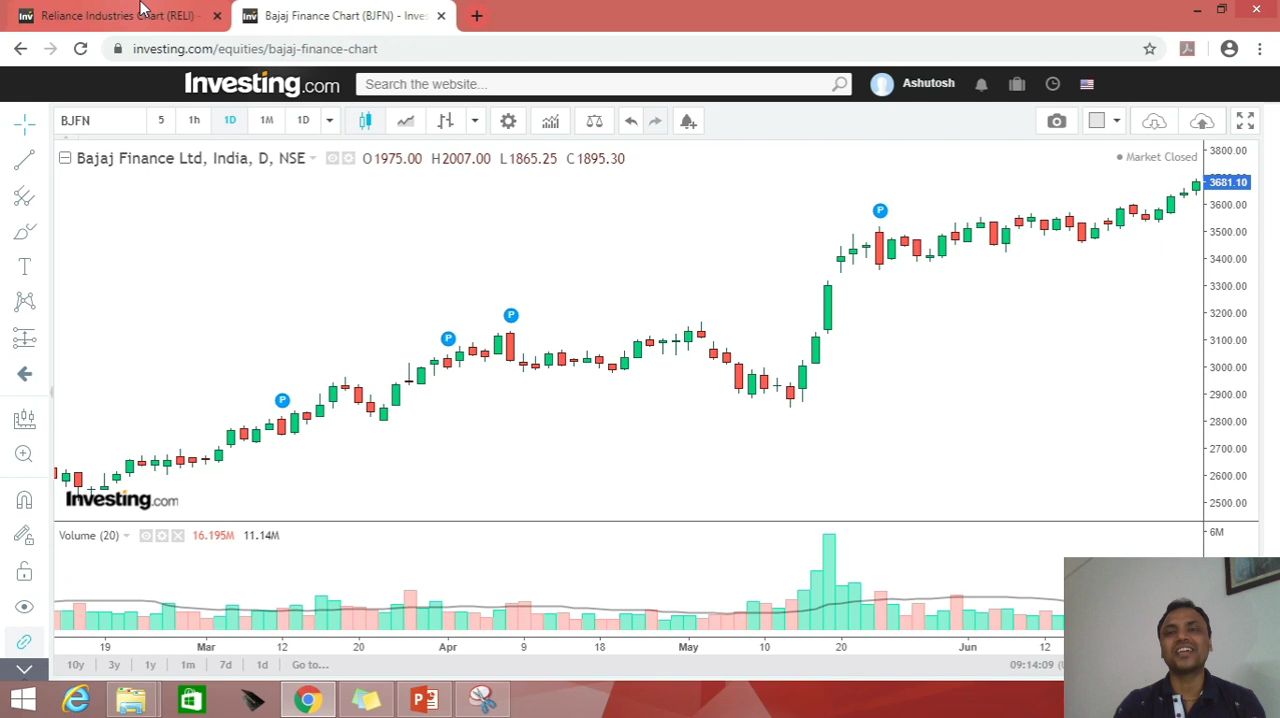 Inv Reliance Industries Chart (RELI) -
Inv Bajaj Finance Chart (BJFN) - Inves
investing.com/equities/bajaj-finance-chart
Investing.com
Search the website...
Ashutosh
BJFN 5 1h 1D 1M 1D
Bajaj Finance Ltd, India, D, NSE O1975.00 H2007.00 L1865.25 C1895.30
Market Closed
3800.00
3681.10
3600.00
3500.00
3400.00
3300.00
3200.00
3100.00
3000.00
2900.00
2800.00
2700.00
2600.00
2500.00
P
P
P
P
T
Investing.com
Volume (20) 16.195M 11.14M
6M
19 Mar 12 20 Apr 9 18 May 10 20 Jun 12
10y 3y 1y 1m 7d 1d Go to...
09:14:09 (